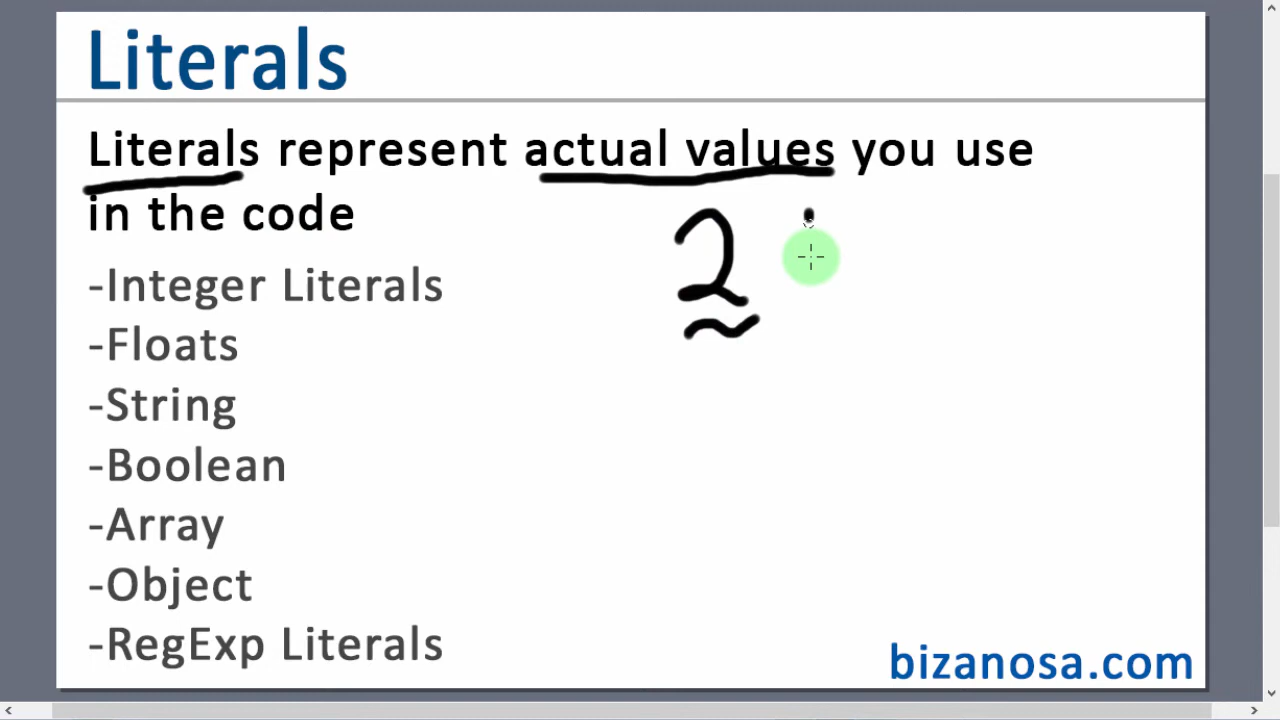 Literals
Literals represent actual values you use
in the code
2
-Integer Literals
-Floats
-String
-Boolean
-Array
-Object
-RegExp Literals
bizanosa.com